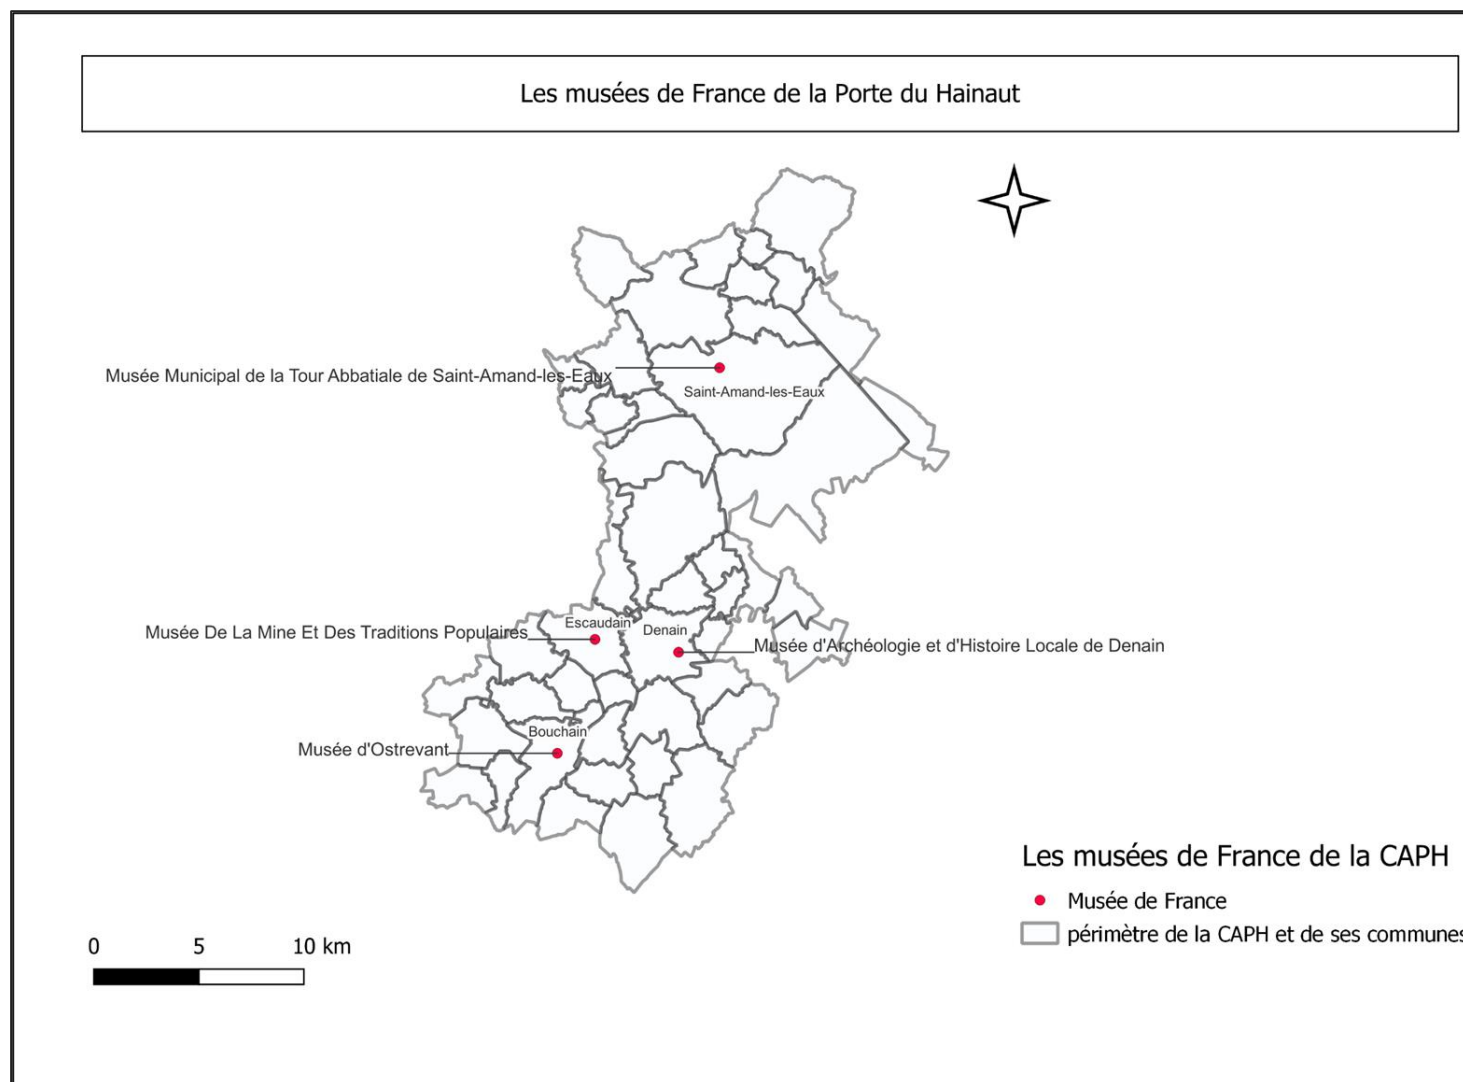 Les musées de France de la Porte du Hainaut
Musée Municipal de la Tour Abbatiale de Saint-Amand-les-Eaux
Saint-Amand-les-Eaux
Escaudain
Denain
Musée De La Mine Et Des Traditions Populaires
Musée d'Archéologie et d'Histoire Locale de Denain
Bouchain
Musée d'Ostrevant
Les musées de France de la CAPH
Musée de France
périmètre de la CAPH et de ses communes
0 5 10 km